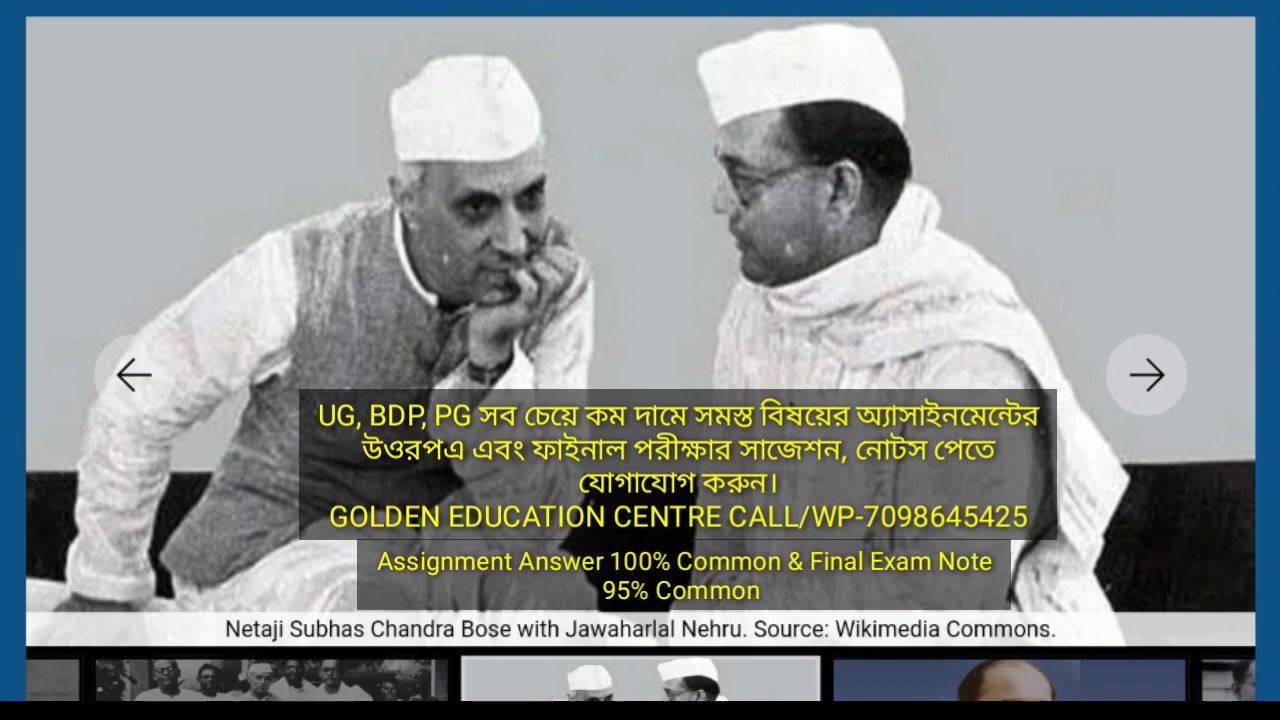 UG, BDP, PG সব চেয়ে কম দামে সমস্ত বিষয়ের অ্যাসাইনমেন্টের
উওরপএ এবং ফাইনাল পরীক্ষার সাজেশন, নোটস পেতে
যোগাযোগ করুন।
GOLDEN EDUCATION CENTRE CALL/WP-7098645425
Assignment Answer 100% Common & Final Exam Note
95% Common
Netaji Subhas Chandra Bose with Jawaharlal Nehru. Source: Wikimedia Commons.